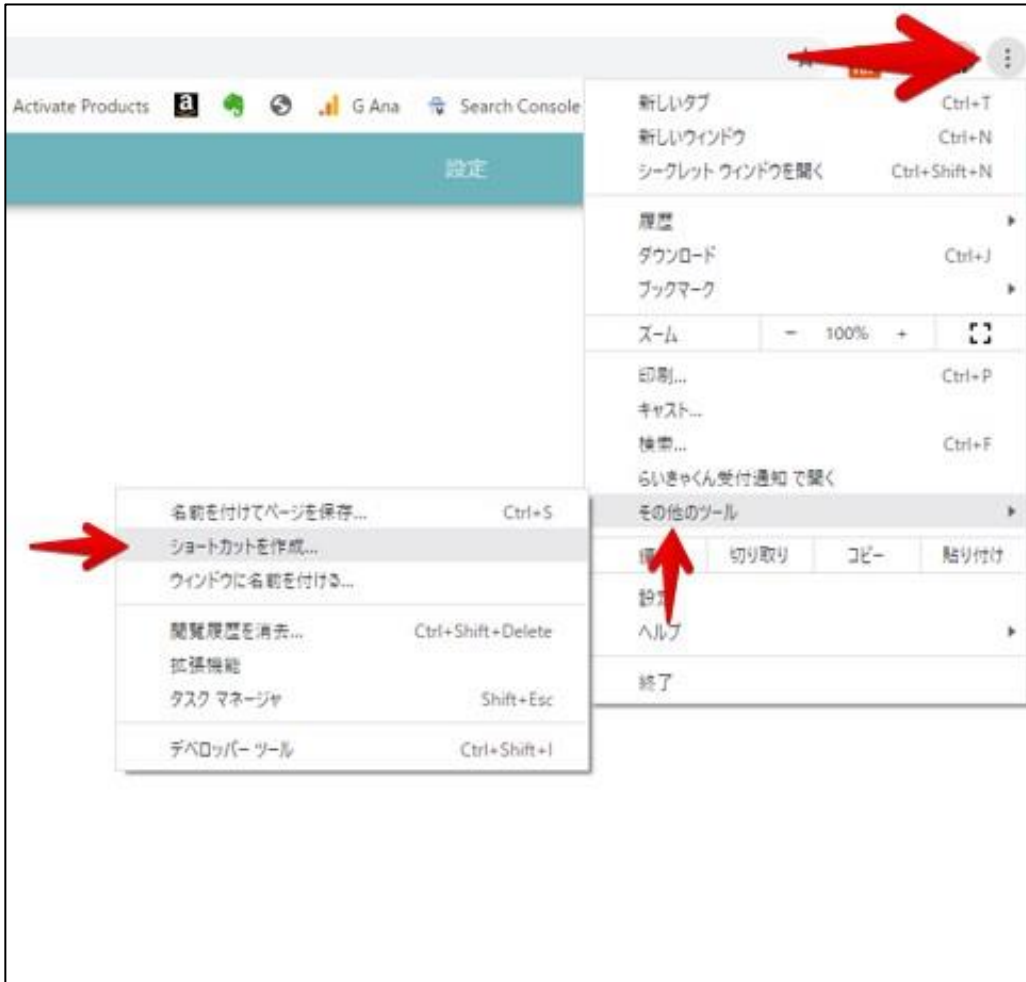 Activate Products G Ana Search Console
設定
新しいタブ Ctrl+T
新しいウィンドウ Ctrl+N
シークレット ウィンドウを開く Ctrl+Shift+N
履歴
ダウンロード Ctrl+J
ブックマーク
ズーム － 100% +
印刷... Ctrl+P
キャスト...
検索... Ctrl+F
らいきゃくん受付通知 で開く
その他のツール
切り取り コピー 貼り付け
ヘルプ
終了
名前を付けてページを保存... Ctrl+S
ショートカットを作成...
ウィンドウに名前を付ける...
閲覧履歴を消去... Ctrl+Shift+Delete
拡張機能
タスク マネージャ Shift+Esc
デベロッパー ツール Ctrl+Shift+I